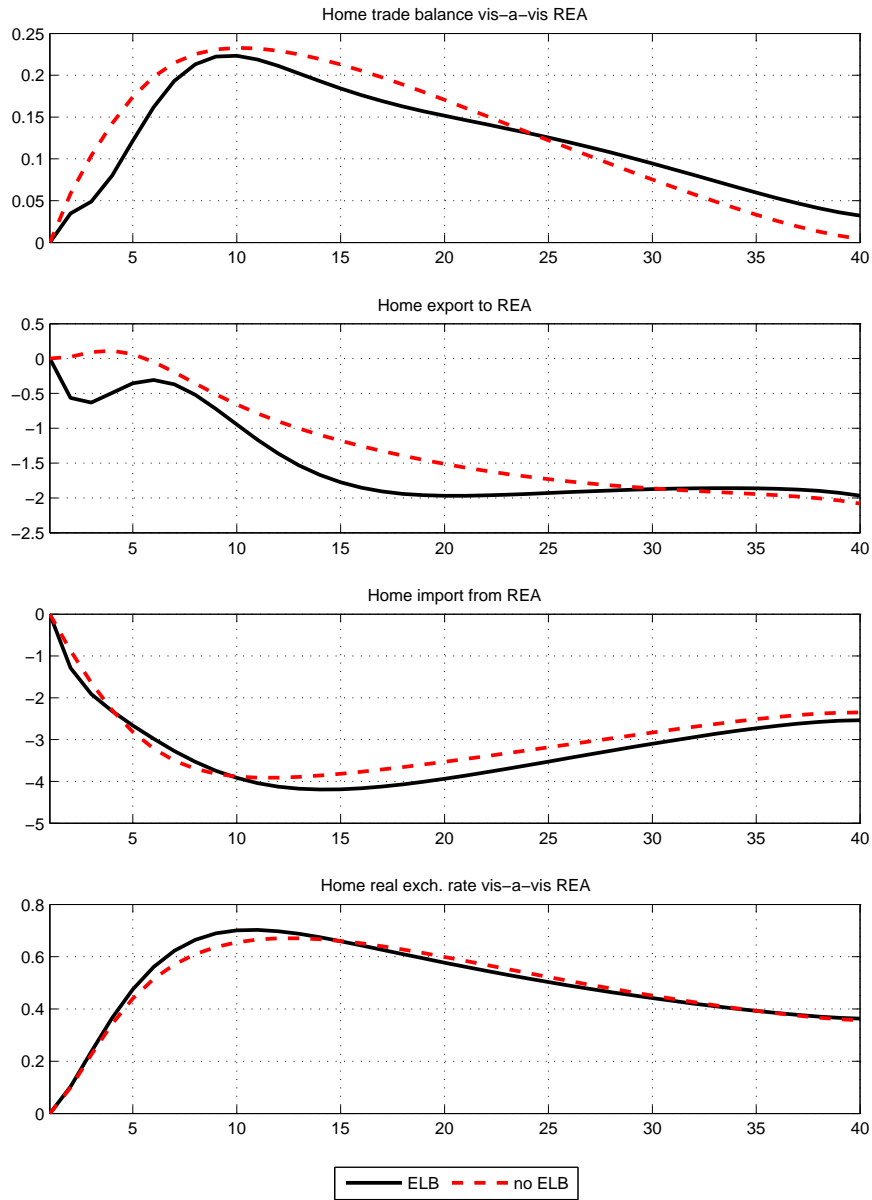 Home trade balance vis−a−vis REA
0.25
0.2
0.15
0.1
0.05
0
5 10 15 20 25 30 35 40
Home export to REA
0.5
0
−0.5
−1
−1.5
−2
−2.5
5 10 15 20 25 30 35 40
Home import from REA
0
−1
−2
−3
−4
−5
5 10 15 20 25 30 35 40
Home real exch. rate vis−a−vis REA
0.8
0.6
0.4
0.2
0
5 10 15 20 25 30 35 40
ELB no ELB